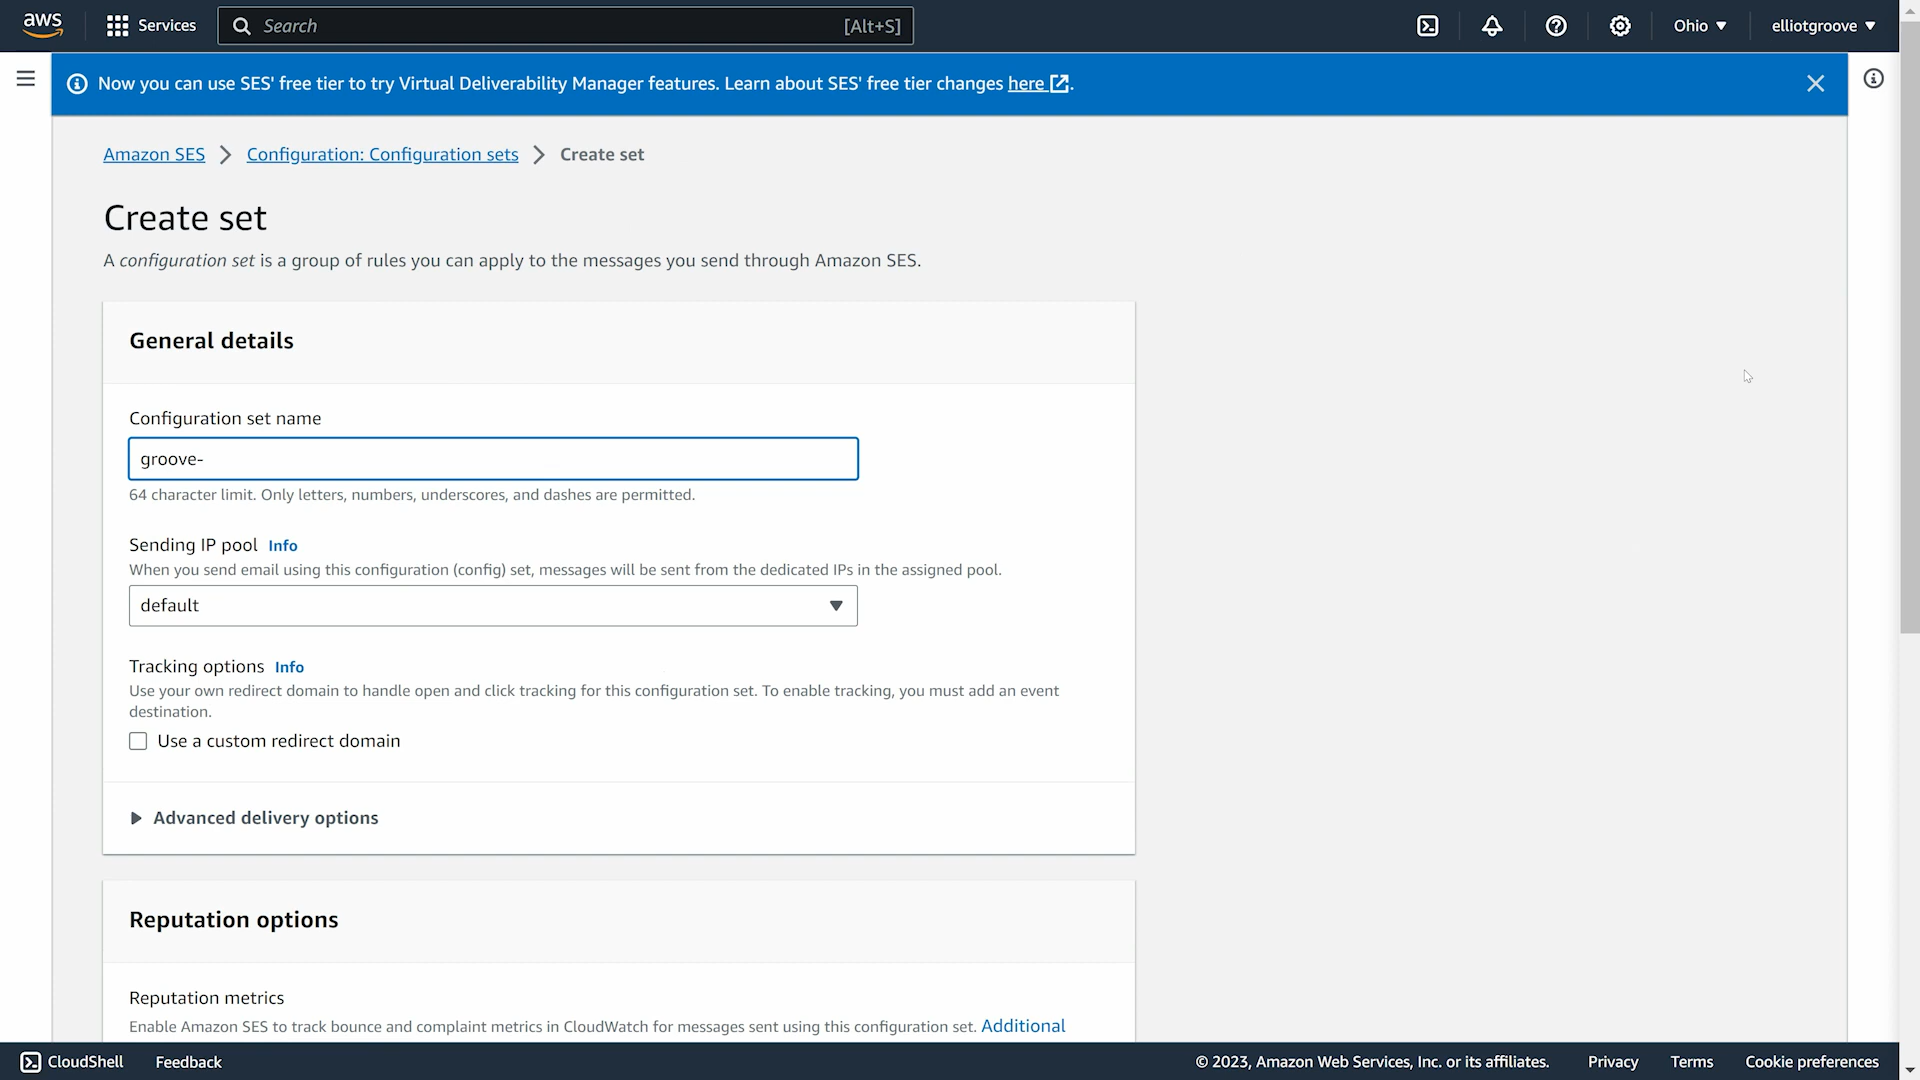 aws
Services
Search
[Alt+S]
Ohio
elliotgroove
Now you can use SES' free tier to try Virtual Deliverability Manager features. Learn about SES' free tier changes here.
Amazon SES
Configuration: Configuration sets
Create set
Create set
A configuration set is a group of rules you can apply to the messages you send through Amazon SES.
General details
Configuration set name
groove-
64 character limit. Only letters, numbers, underscores, and dashes are permitted.
Sending IP pool Info
When you send email using this configuration (config) set, messages will be sent from the dedicated IPs in the assigned pool.
default
Tracking options Info
Use your own redirect domain to handle open and click tracking for this configuration set. To enable tracking, you must add an event
destination.
Use a custom redirect domain
Advanced delivery options
Reputation options
Reputation metrics
Enable Amazon SES to track bounce and complaint metrics in CloudWatch for messages sent using this configuration set. Additional
CloudShell
Feedback
© 2023, Amazon Web Services, Inc. or its affiliates.
Privacy
Terms
Cookie preferences